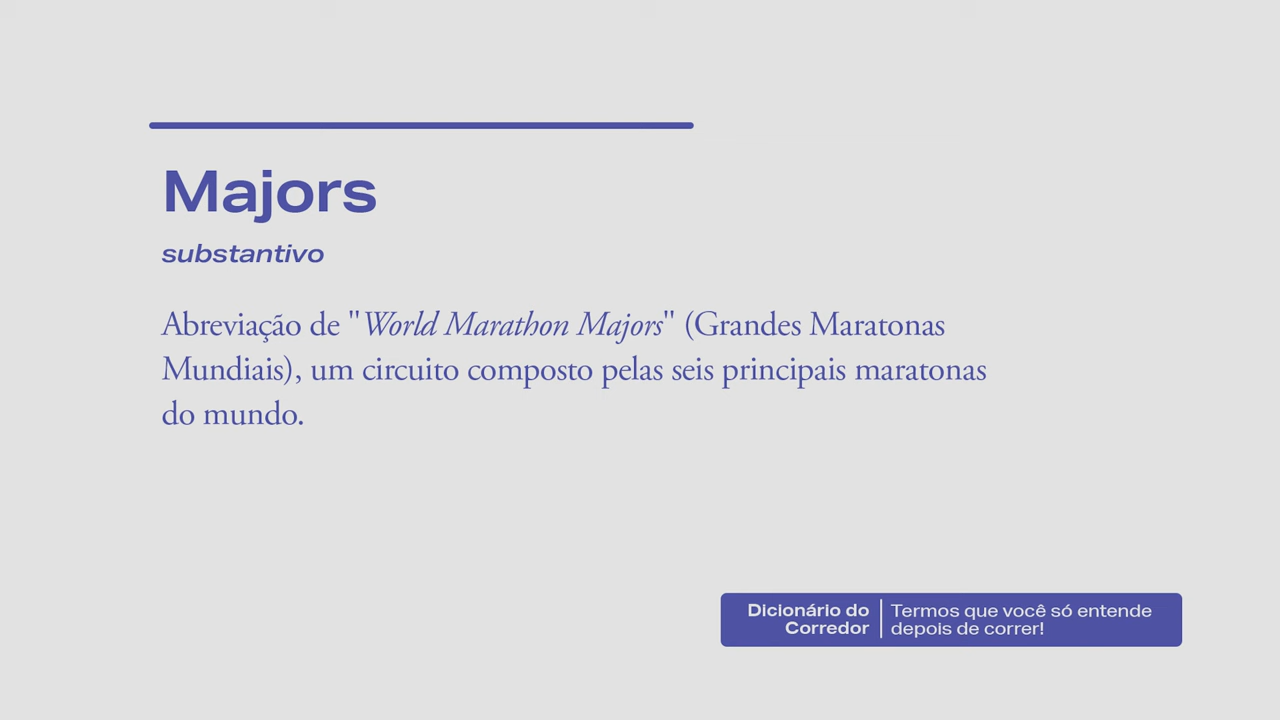 Majors
substantivo
Abreviação de "World Marathon Majors" (Grandes Maratonas
Mundiais), um circuito composto pelas seis principais maratonas
do mundo.
Dicionário do
Corredor
Termos que você só entende
depois de correr!